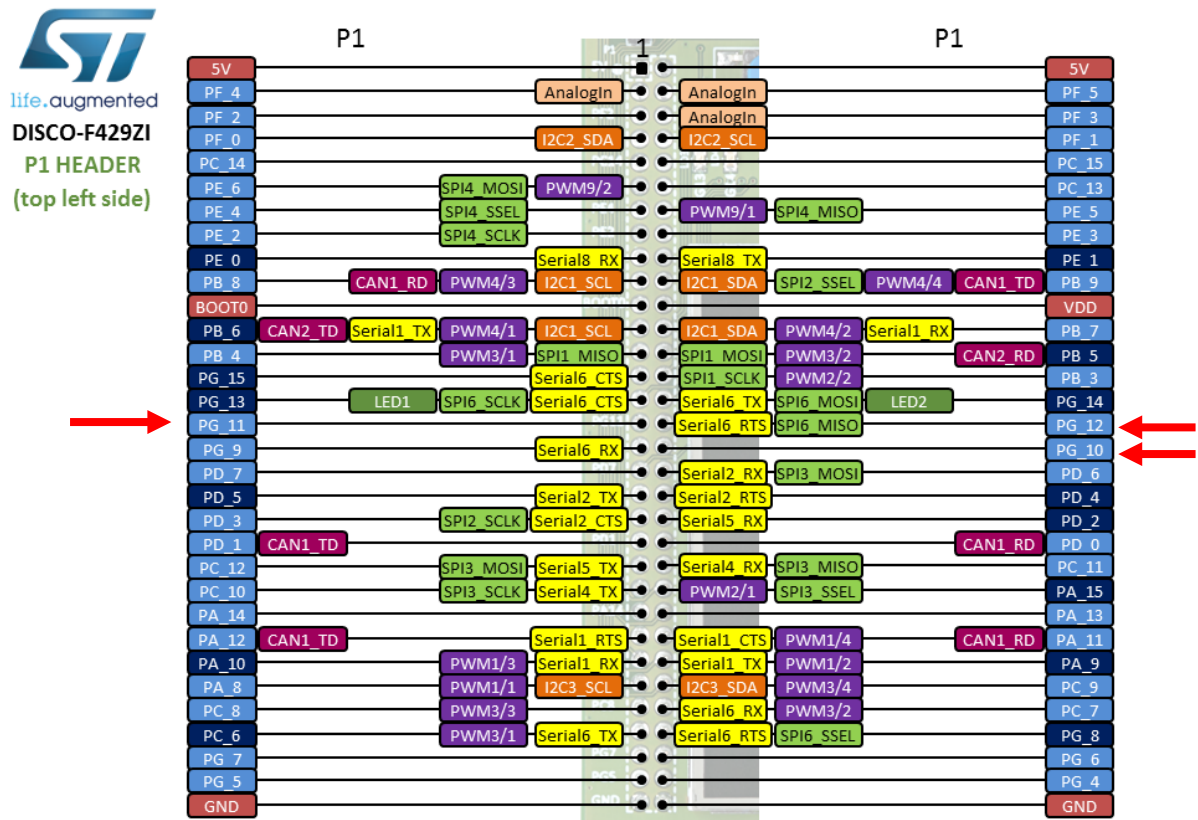 P1 P1
1
life.augmented
DISCO-F429ZI
P1 HEADER
(top left side)
5V 5V
PF_4 AnalogIn AnalogIn PF_5
PF_2 AnalogIn PF_3
PF_0 I2C2_SDA I2C2_SCL PF_1
PC_14 PC_15
PE_6 SPI4_MOSI PWM9/2 PC_13
PE_4 SPI4_SSEL PWM9/1 SPI4_MISO PE_5
PE_2 SPI4_SCLK PE_3
PE_0 Serial8_RX Serial8_TX PE_1
PB_8 CAN1_RD PWM4/3 I2C1_SCL I2C1_SDA SPI2_SSEL PWM4/4 CAN1_TD PB_9
BOOT0 VDD
PB_6 CAN2_TD Serial1_TX PWM4/1 I2C1_SCL I2C1_SDA PWM4/2 Serial1_RX PB_7
PB_4 PWM3/1 SPI1_MISO SPI1_MOSI PWM3/2 CAN2_RD PB_5
PG_15 Serial6_CTS SPI1_SCLK PWM2/2 PB_3
PG_13 LED1 SPI6_SCLK Serial6_CTS Serial6_TX SPI6_MOSI LED2 PG_14
PG_11 Serial6_RTS SPI6_MISO PG_12
PG_9 Serial6_RX PG_10
PD_7 Serial2_RX SPI3_MOSI PD_6
PD_5 Serial2_TX Serial2_RTS PD_4
PD_3 SPI2_SCLK Serial2_CTS Serial5_RX PD_2
PD_1 CAN1_TD CAN1_RD PD_0
PC_12 SPI3_MOSI Serial5_TX Serial4_RX SPI3_MISO PC_11
PC_10 SPI3_SCLK Serial4_TX PWM2/1 SPI3_SSEL PA_15
PA_14 PA_13
PA_12 CAN1_TD Serial1_RTS Serial1_CTS PWM1/4 CAN1_RD PA_11
PA_10 PWM1/3 Serial1_RX Serial1_TX PWM1/2 PA_9
PA_8 PWM1/1 I2C3_SCL I2C3_SDA PWM3/4 PC_9
PC_8 PWM3/3 Serial6_RX PWM3/2 PC_7
PC_6 PWM3/1 Serial6_TX Serial6_RTS SPI6_SSEL PG_8
PG_7 PG_6
PG_5 PG_4
GND GND